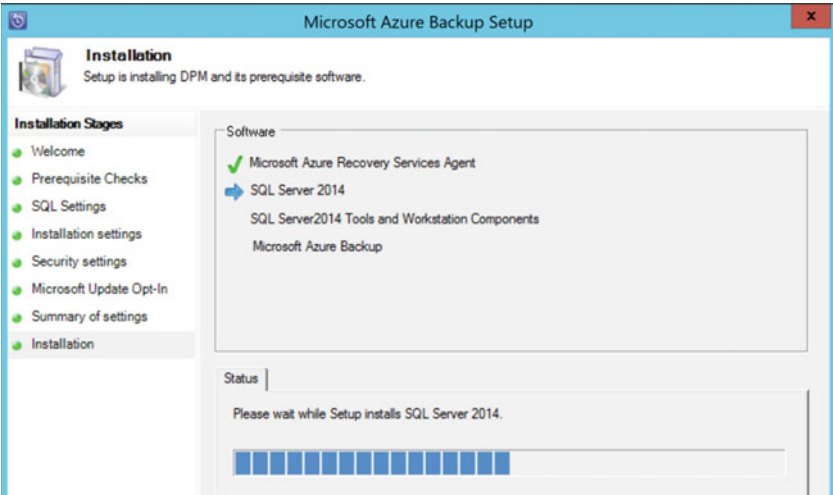 Microsoft Azure Backup Setup
x
Installation
Setup is installing DPM and its prerequisite software.
Installation Stages
Welcome
Prerequisite Checks
SQL Settings
Installation settings
Security settings
Microsoft Update Opt-In
Summary of settings
Installation
Software
Microsoft Azure Recovery Services Agent
SQL Server 2014
SQL Server2014 Tools and Workstation Components
Microsoft Azure Backup
Status
Please wait while Setup installs SQL Server 2014.